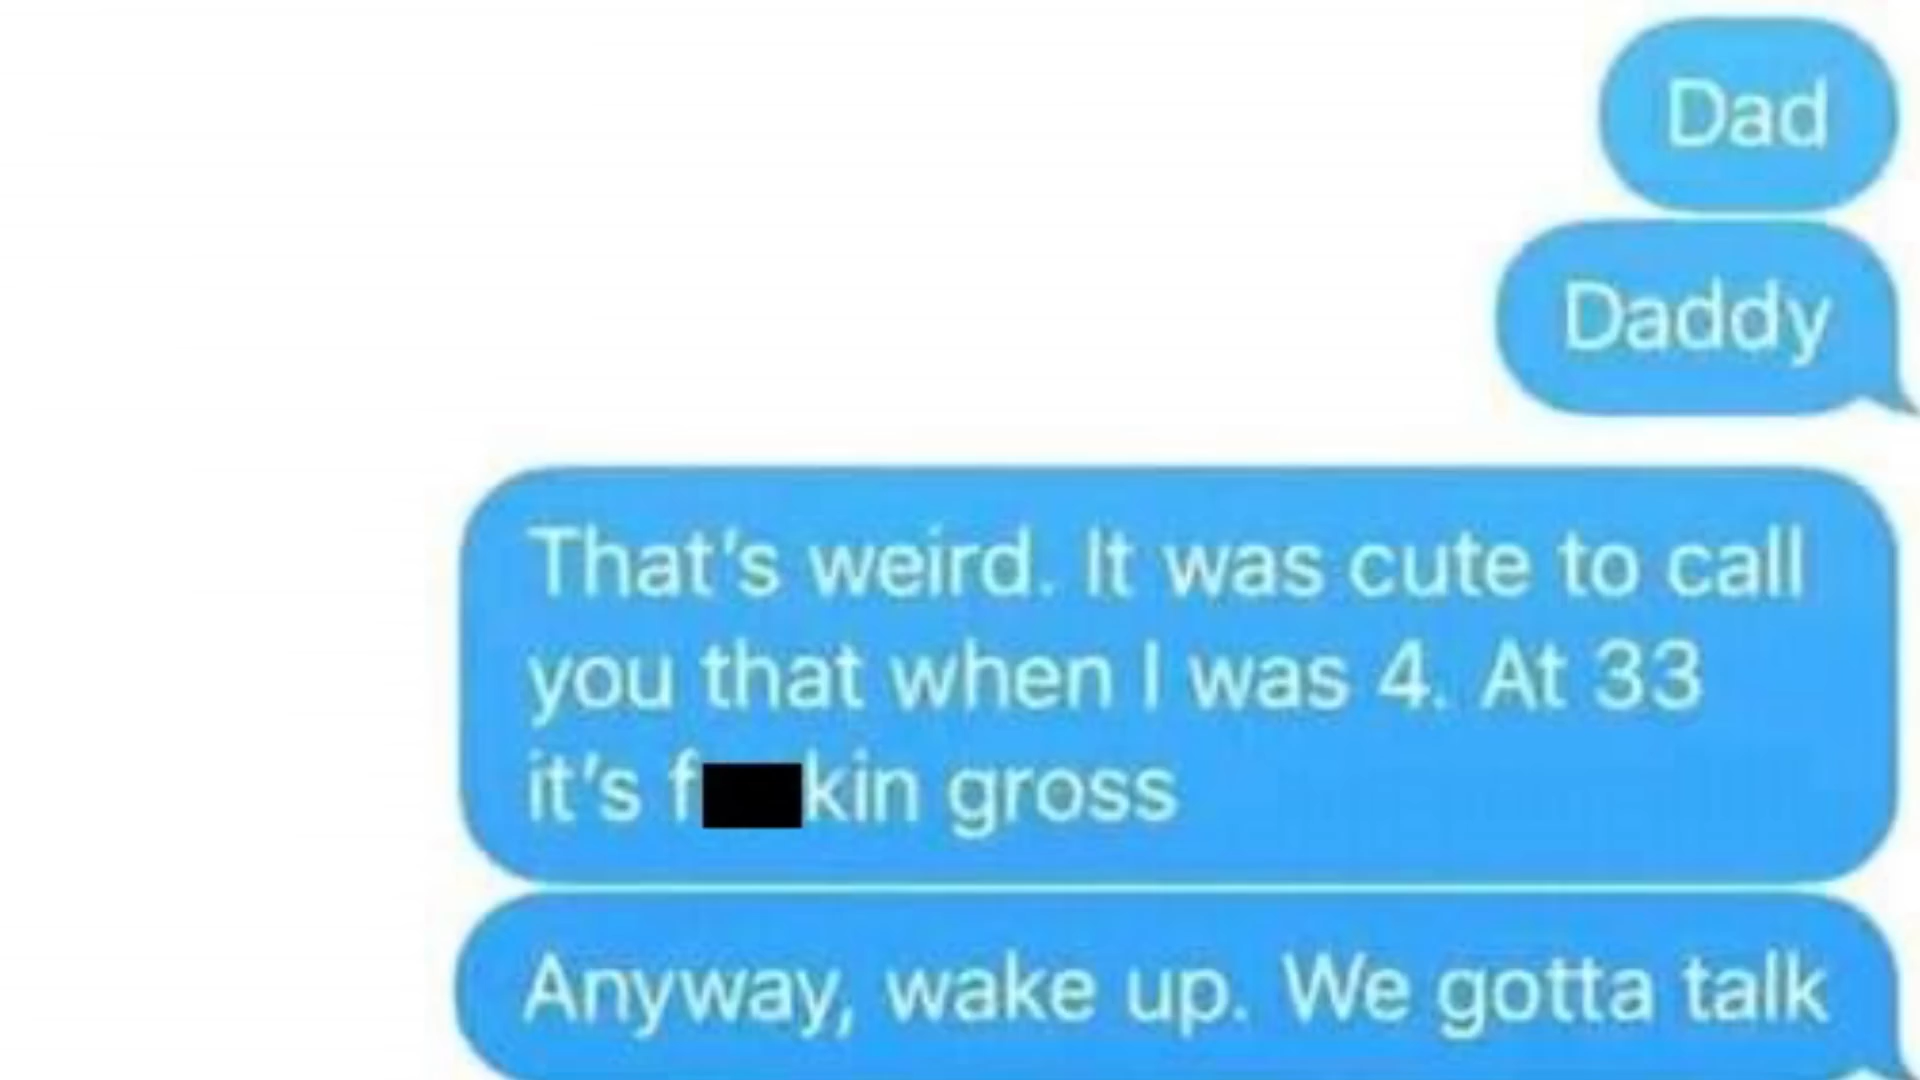 Dad
Daddy
That's weird. It was cute to call
you that when I was 4. At 33
it's f kin gross
Anyway, wake up. We gotta talk